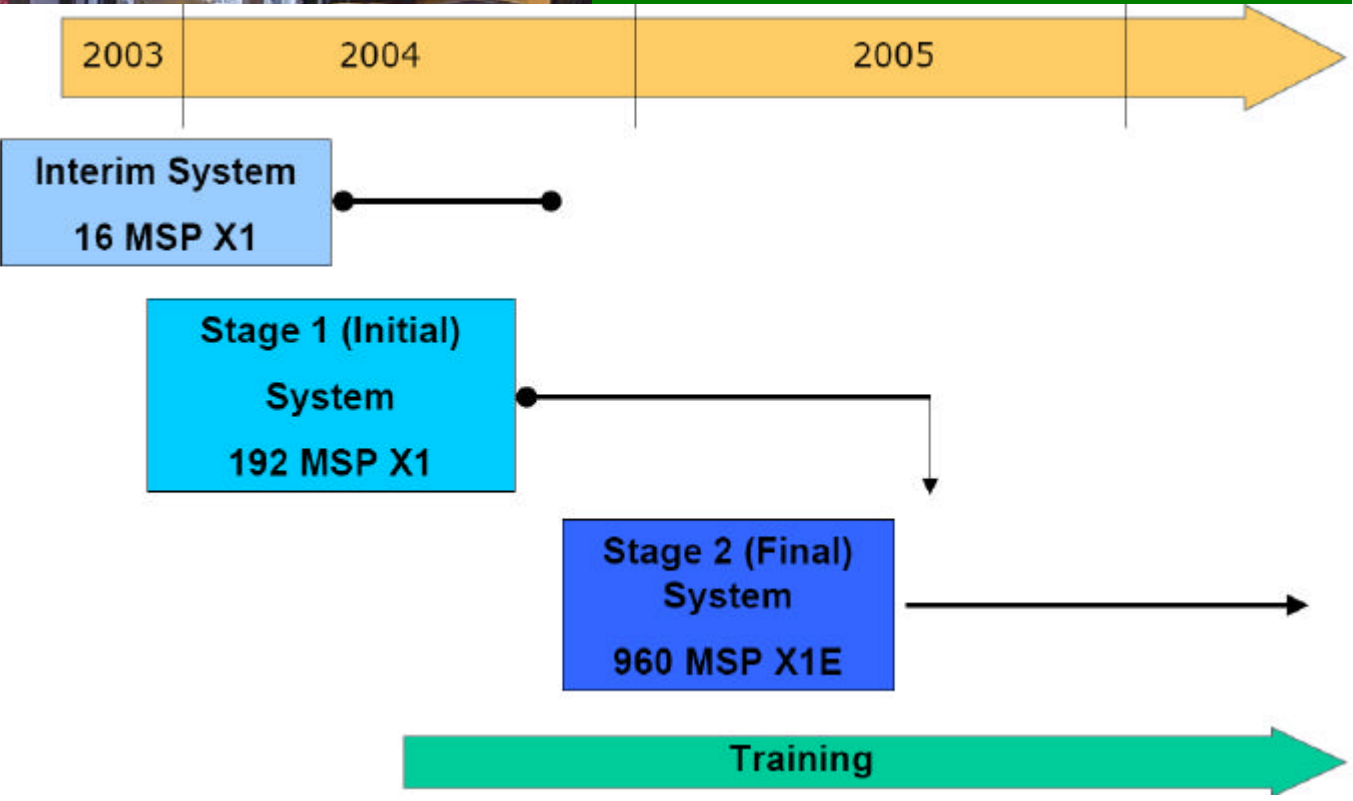 2003 2004 2005
Interim System
16 MSP X1
Stage 1 (Initial)
System
192 MSP X1
Stage 2 (Final)
System
960 MSP X1E
Training